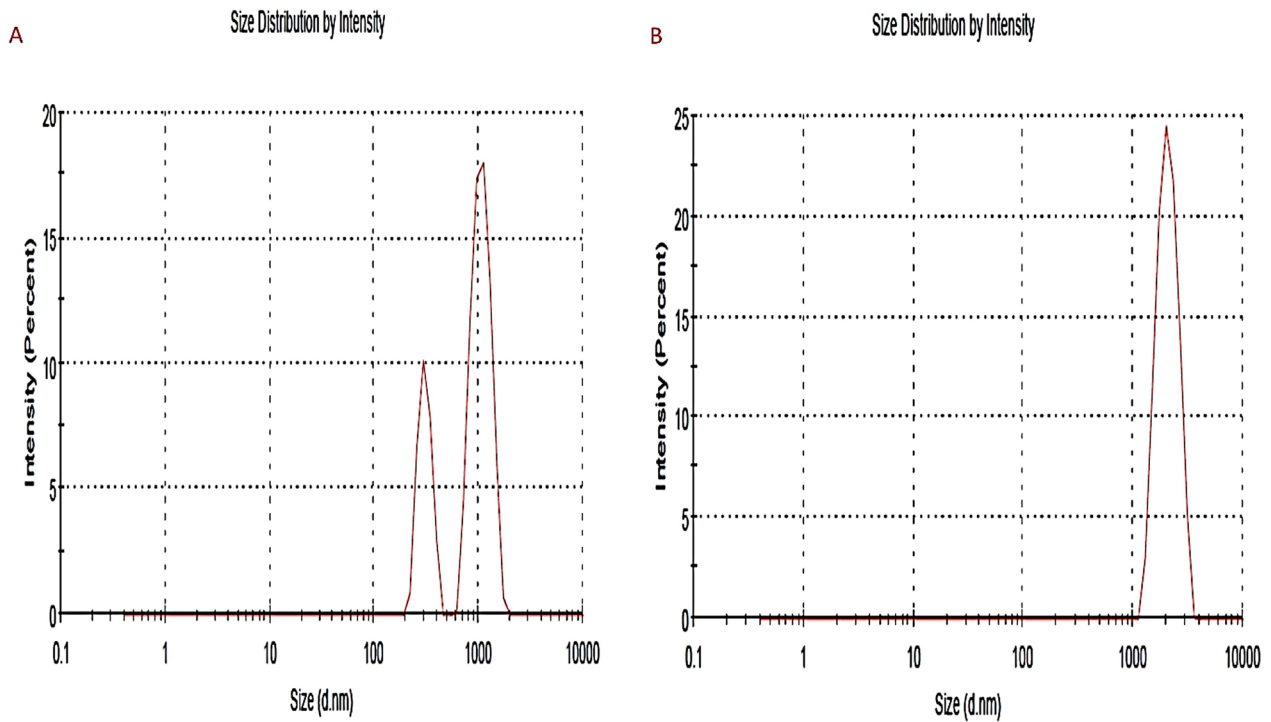 A
Size Distribution by Intensity
20
15
10
5
0
Intensity (Percent)
0.1 1 10 100 1000 10000
Size (d.nm)
B
Size Distribution by Intensity
25
20
15
10
5
0
Intensity (Percent)
0.1 1 10 100 1000 10000
Size (d.nm)